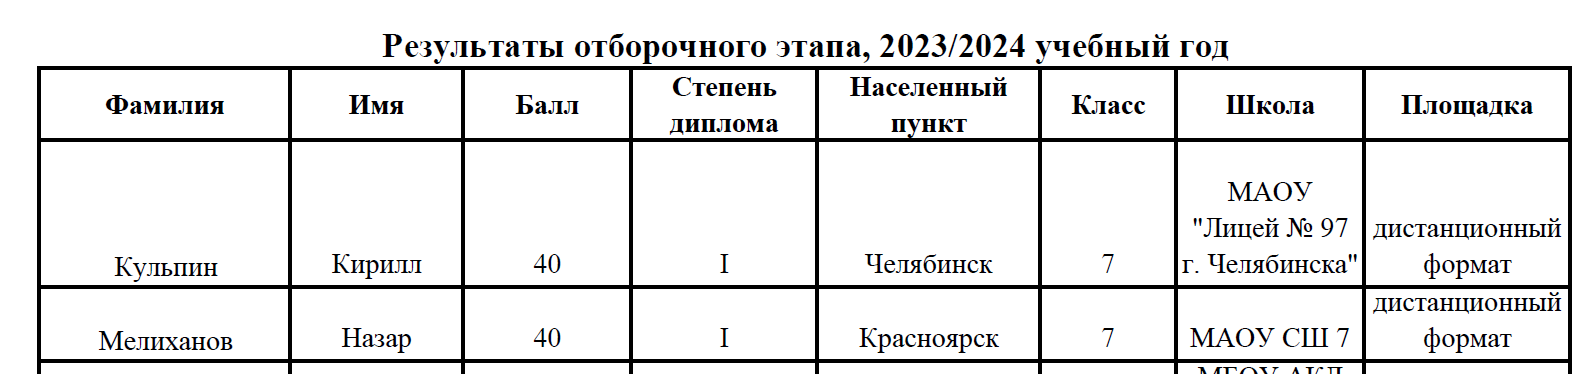 Результаты отборочного этапа, 2023/2024 учебный год
Фамилия Имя Балл Степень диплома Населенный пункт Класс Школа Площадка
Кульпин Кирилл 40 I Челябинск 7 МАОУ "Лицей № 97 г. Челябинска" дистанционный формат
Мелиханов Назар 40 I Красноярск 7 МАОУ СШ 7 дистанционный формат